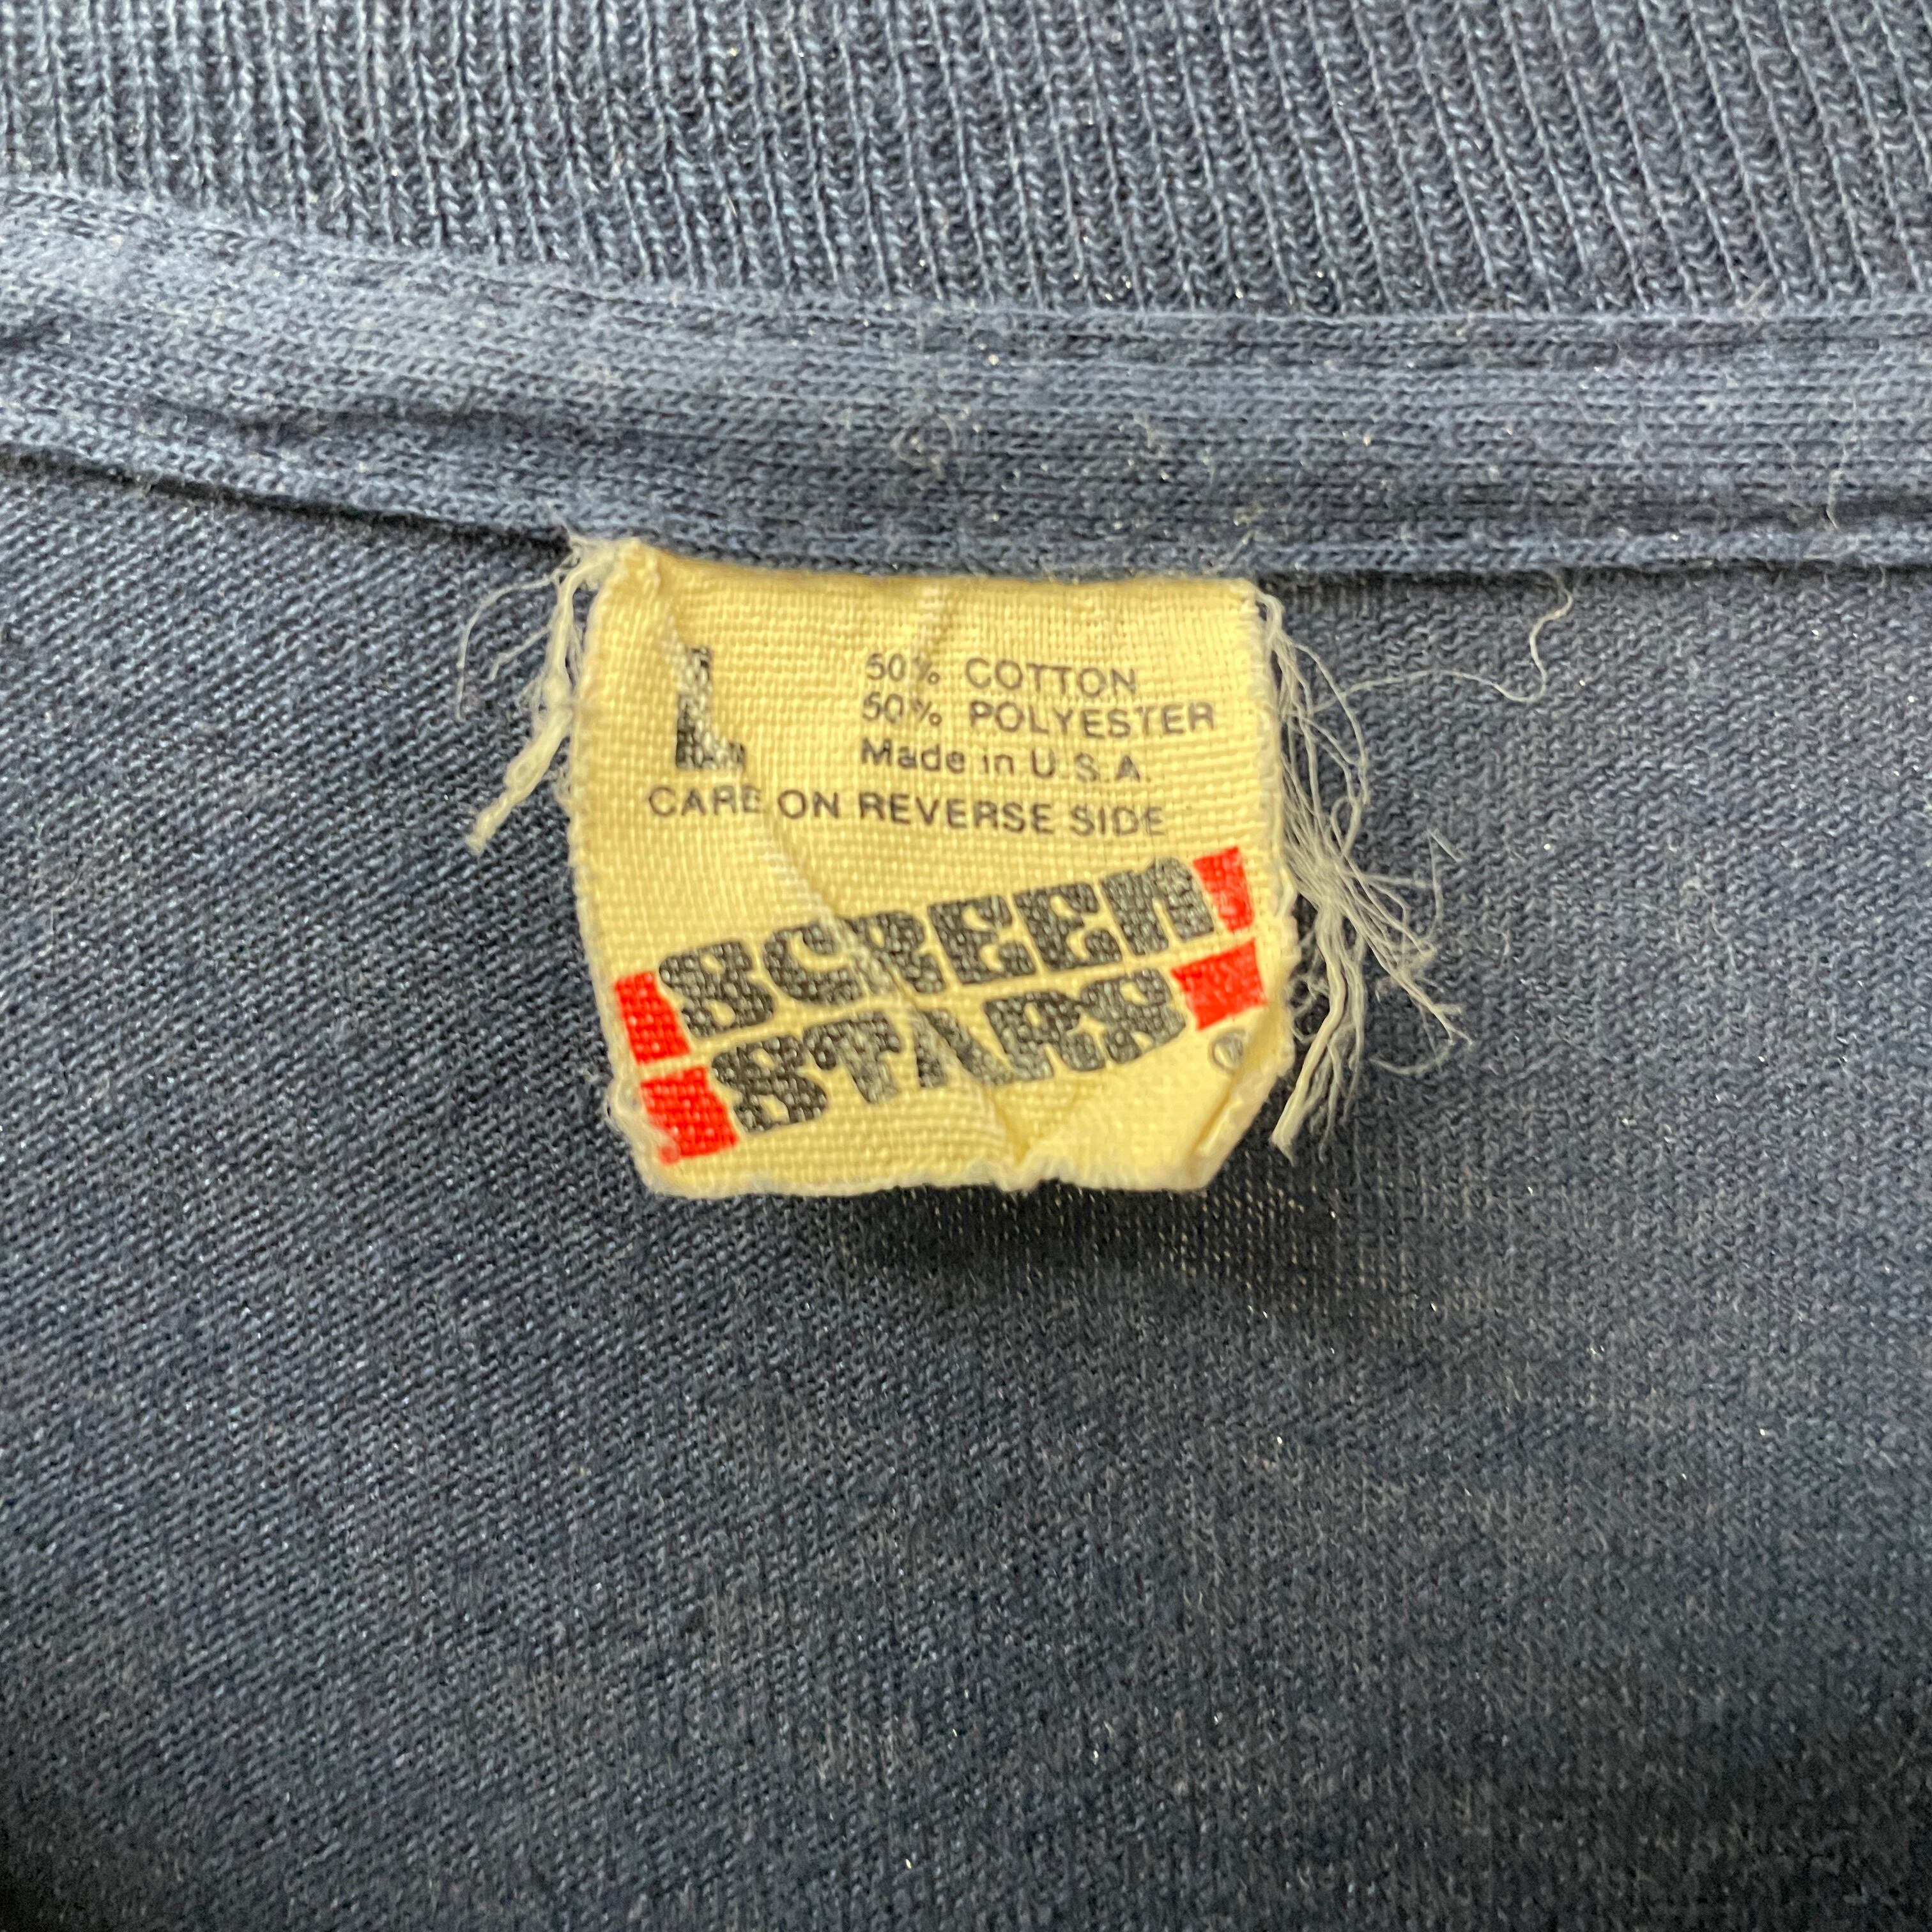 L
50% COTTON
50% POLYESTER
Made in U.S.A.
CARE ON REVERSE SIDE
SCREEN
STARS
®